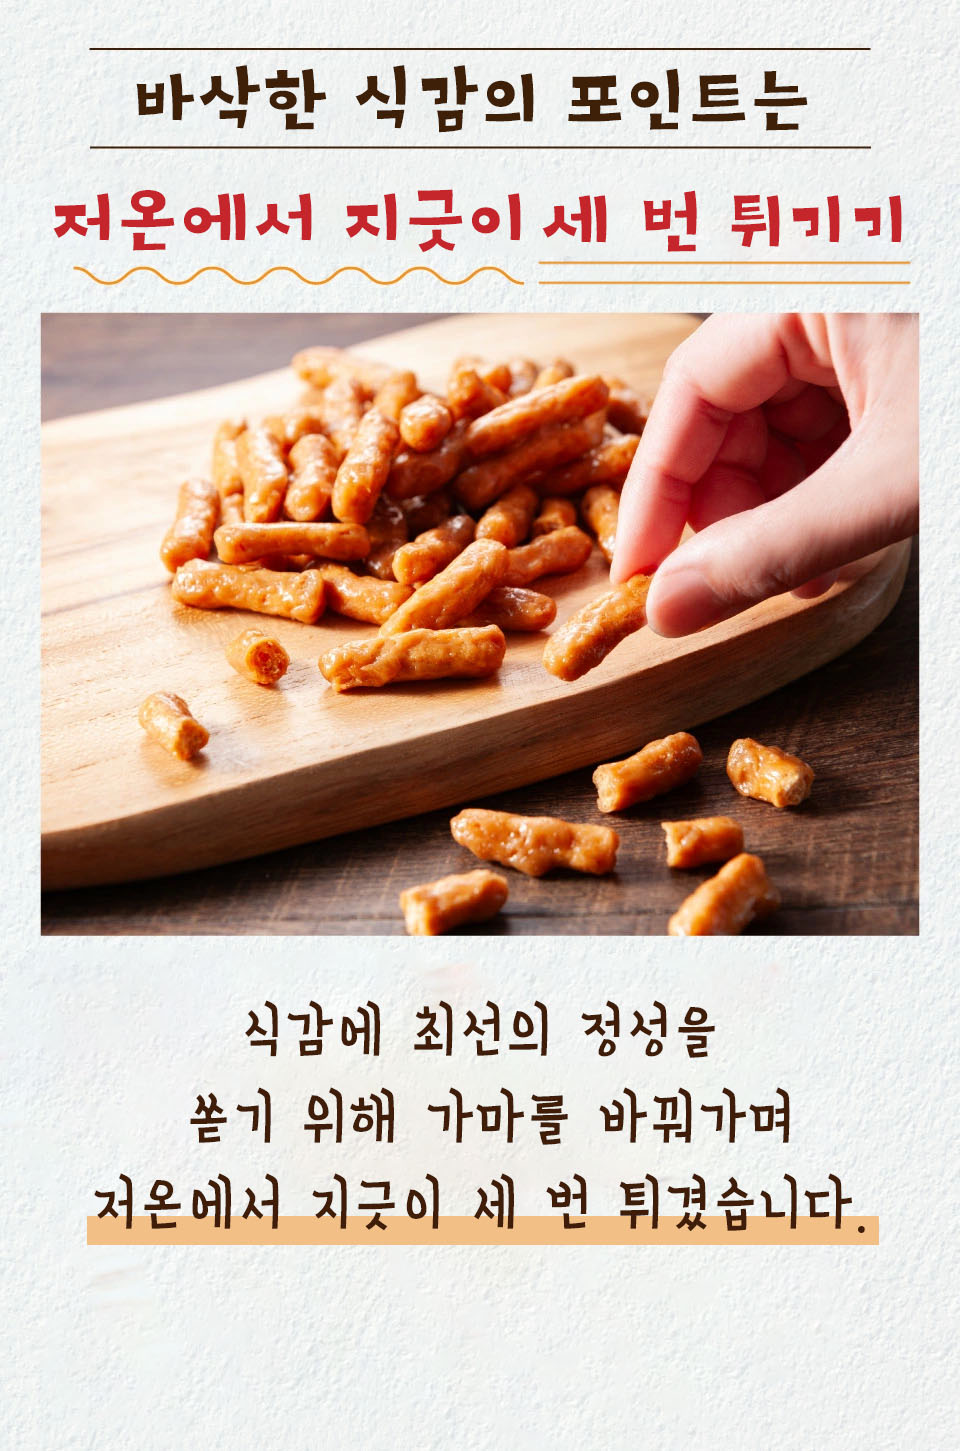 바삭한 식감의 포인트는
저온에서 지긋이 세 번 튀기기
식감에 최선의 정성을
쏟기 위해 가마를 바꿔가며
저온에서 지긋이 세 번 튀겼습니다.